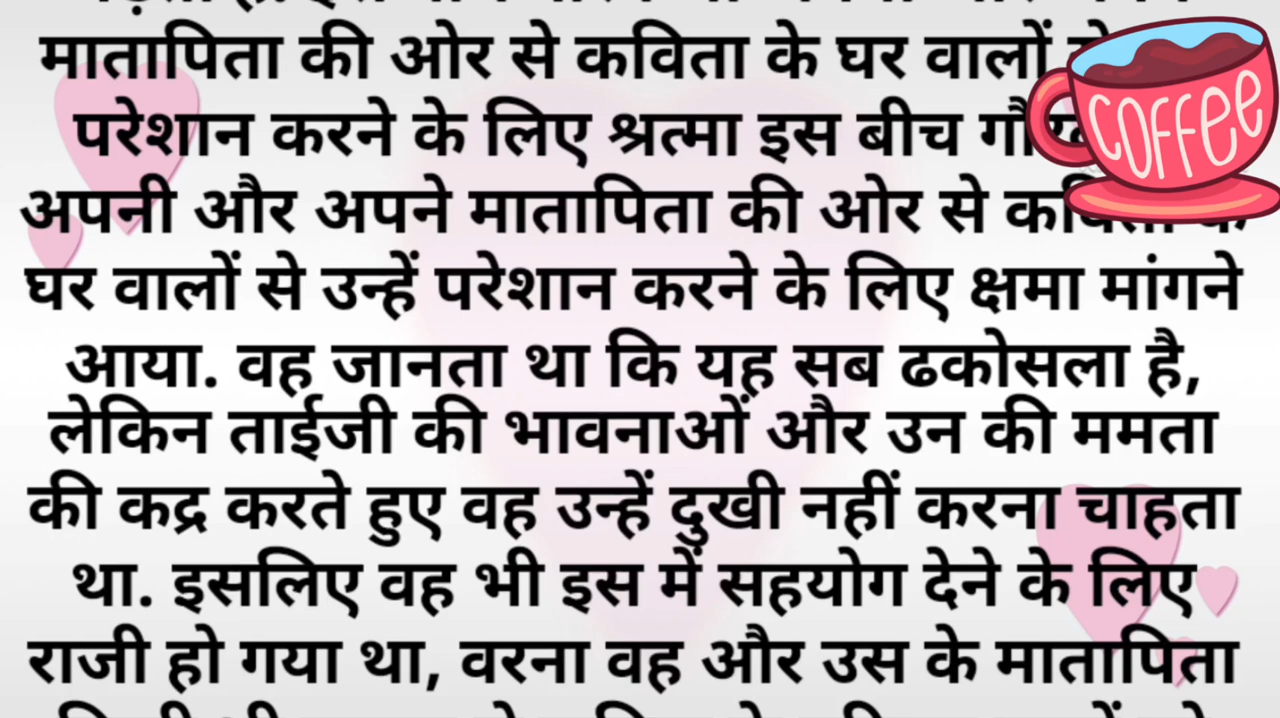 मातापिता की ओर से कविता के घर वालों
परेशान करने के लिए श्रत्मा इस बीच
अपनी और अपने मातापिता की ओर से कविता के
घर वालों से उन्हें परेशान करने के लिए क्षमा मांगने
आया. वह जानता था कि यह सब ढकोसला है,
लेकिन ताईजी की भावनाओं और उन की ममता
की कद्र करते हुए वह उन्हें दुखी नहीं करना चाहता
था. इसलिए वह भी इस में सहयोग देने के लिए
राजी हो गया था, वरना वह और उस के मातापिता
COFFee